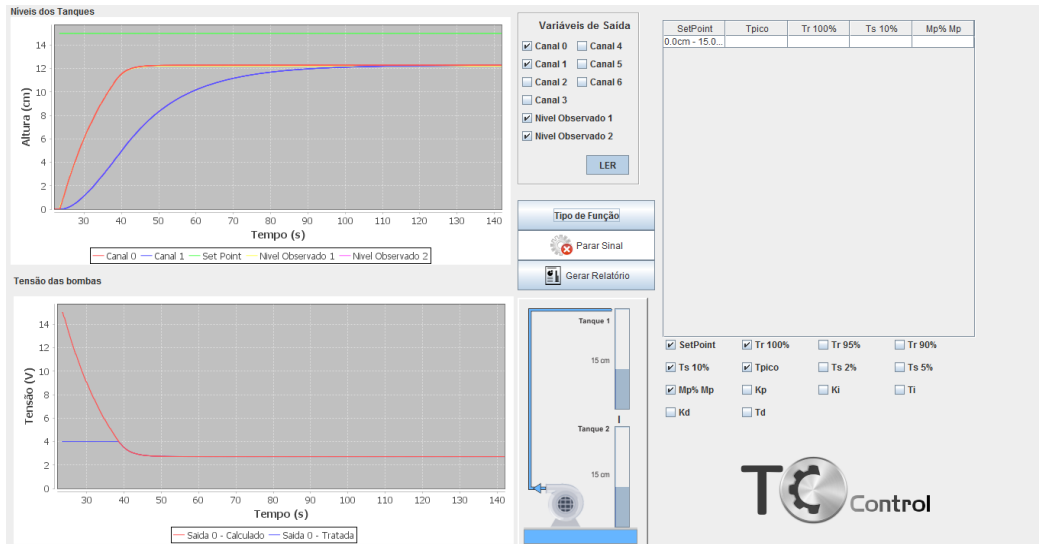 Níveis dos Tanques
Altura (cm)
14
12
10
8
6
4
2
0
30 40 50 60 70 80 90 100 110 120 130 140
Tempo (s)
Canal 0 Canal 1 Set Point Nivel Observado 1 Nivel Observado 2
Tensão das bombas
Tensão (V)
14
12
10
8
6
4
2
0
30 40 50 60 70 80 90 100 110 120 130 140
Tempo (s)
Saida 0 - Calculado Saida 0 - Tratada
Variáveis de Saída
Canal 0 Canal 4
Canal 1 Canal 5
Canal 2 Canal 6
Canal 3
Nivel Observado 1
Nivel Observado 2
LER
Tipo de Função
Parar Sinal
Gerar Relatório
Tanque 1
15 cm
Tanque 2
15 cm
SetPoint Tpico Tr 100% Ts 10% Mp% Mp
0.0cm - 15.0...
SetPoint Tr 100% Tr 95% Tr 90%
Ts 10% Tpico Ts 2% Ts 5%
Mp% Mp Kp Ki Ti
Kd Td
TC Control